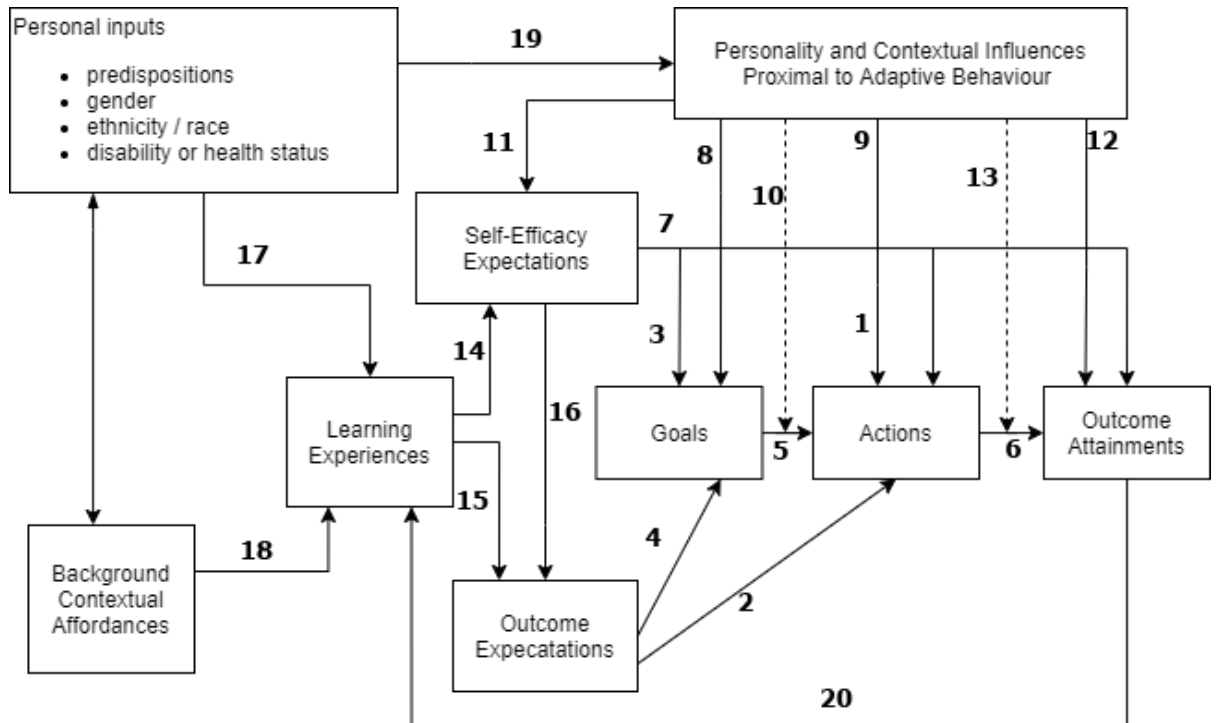 Personal inputs
predispositions
gender
ethnicity / race
disability or health status
19
Personality and Contextual Influences
Proximal to Adaptive Behaviour
11
8
9
12
10
13
Self-Efficacy
Expectations
7
17
3
1
14
16
Learning
Experiences
Goals
5
Actions
6
Outcome
Attainments
15
4
18
Background
Contextual
Affordances
2
Outcome
Expecatations
20